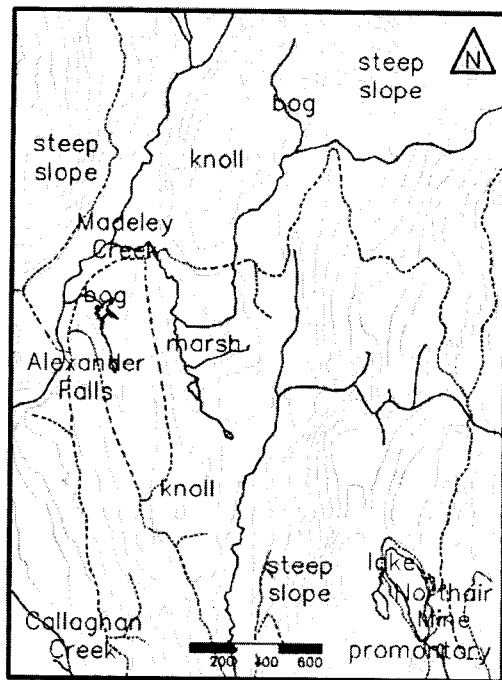 N
steep
slope
bog
steep
slope
knoll
Madeley
Creek
bog
marsh
Alexander
Falls
knoll
steep
slope
lake
Northair
Mine
promontory
Callaghan
Creek
200 400 600